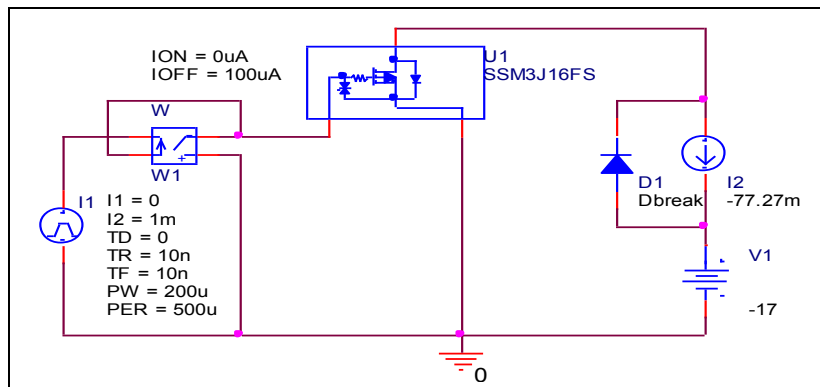 ION = 0uA
IOFF = 100uA
U1
SSM3J16FS
W
+
W1
I1
I1 = 0
I2 = 1m
TD = 0
TR = 10n
TF = 10n
PW = 200u
PER = 500u
D1
Dbreak
I2
-77.27m
V1
-17
0